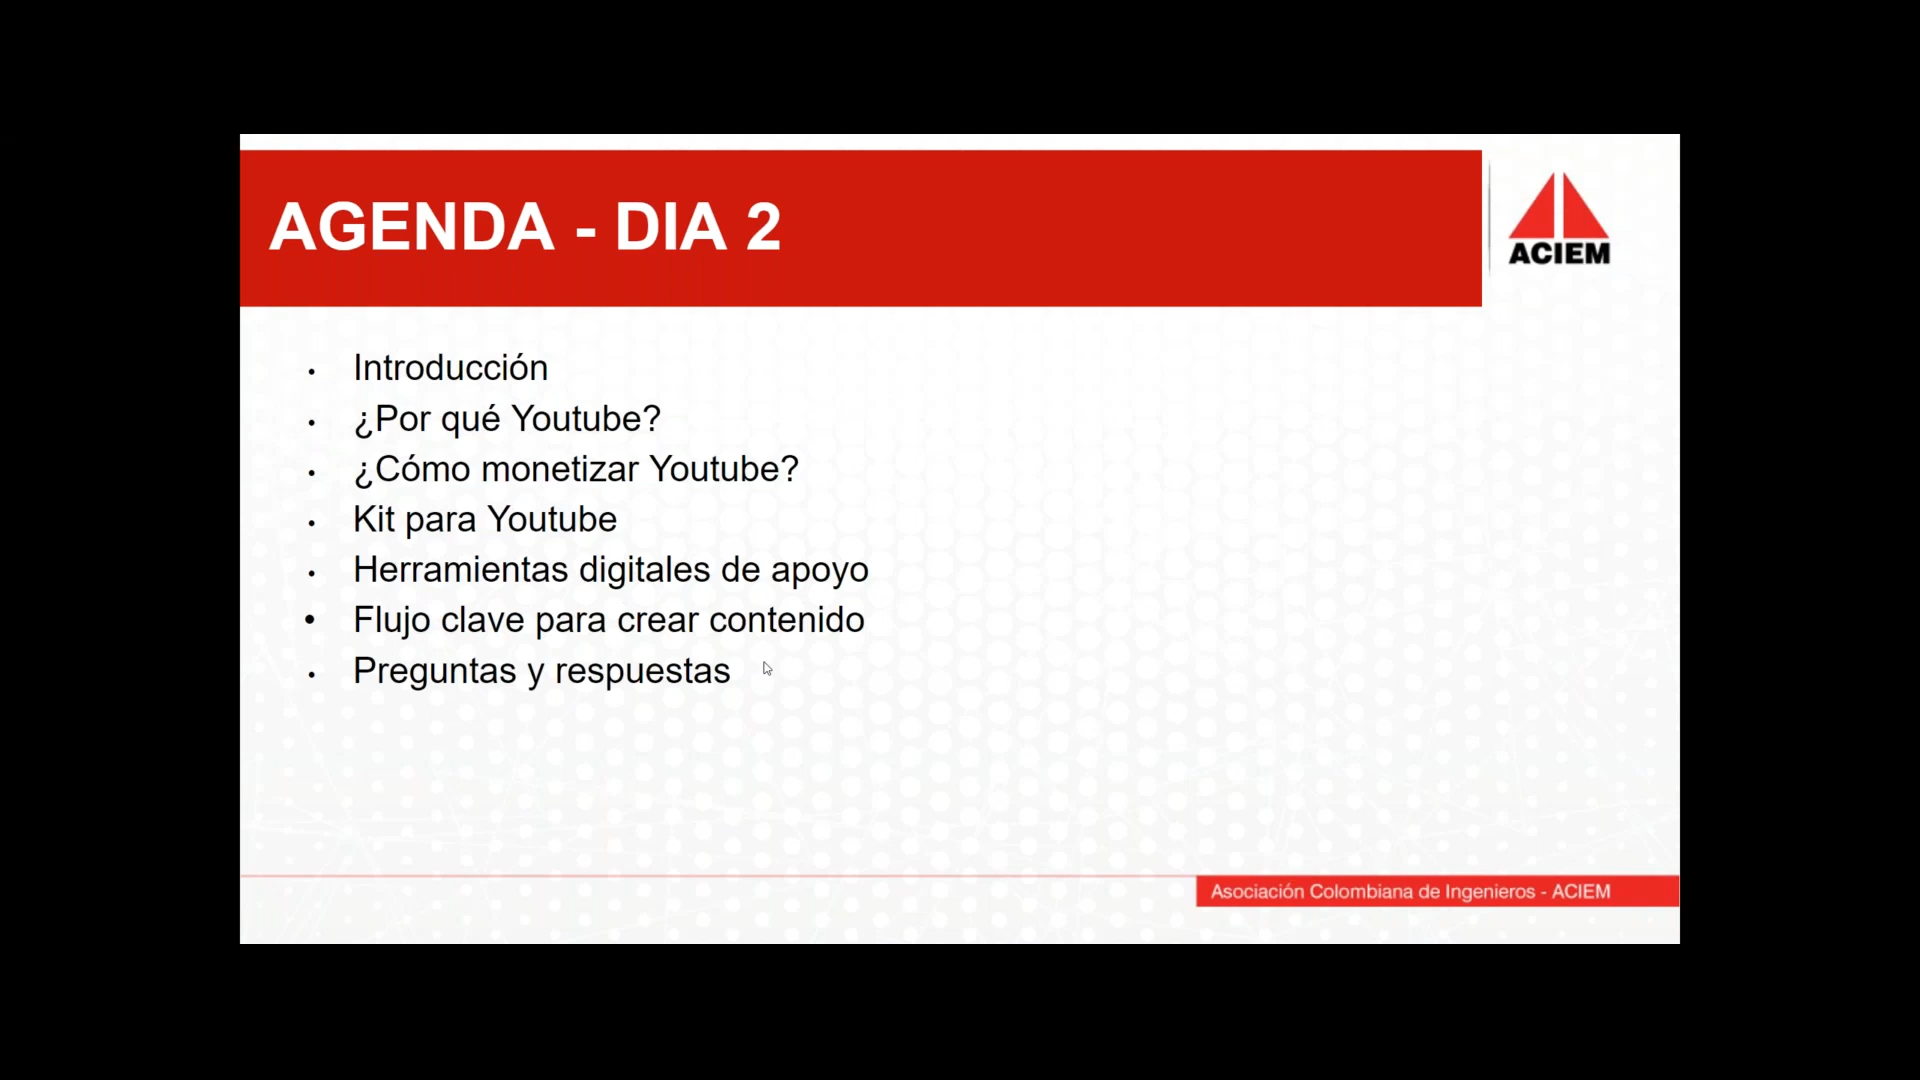 AGENDA - DIA 2
ACIEM
• Introducción
• ¿Por qué Youtube?
• ¿Cómo monetizar Youtube?
• Kit para Youtube
• Herramientas digitales de apoyo
• Flujo clave para crear contenido
• Preguntas y respuestas
Asociación Colombiana de Ingenieros - ACIEM